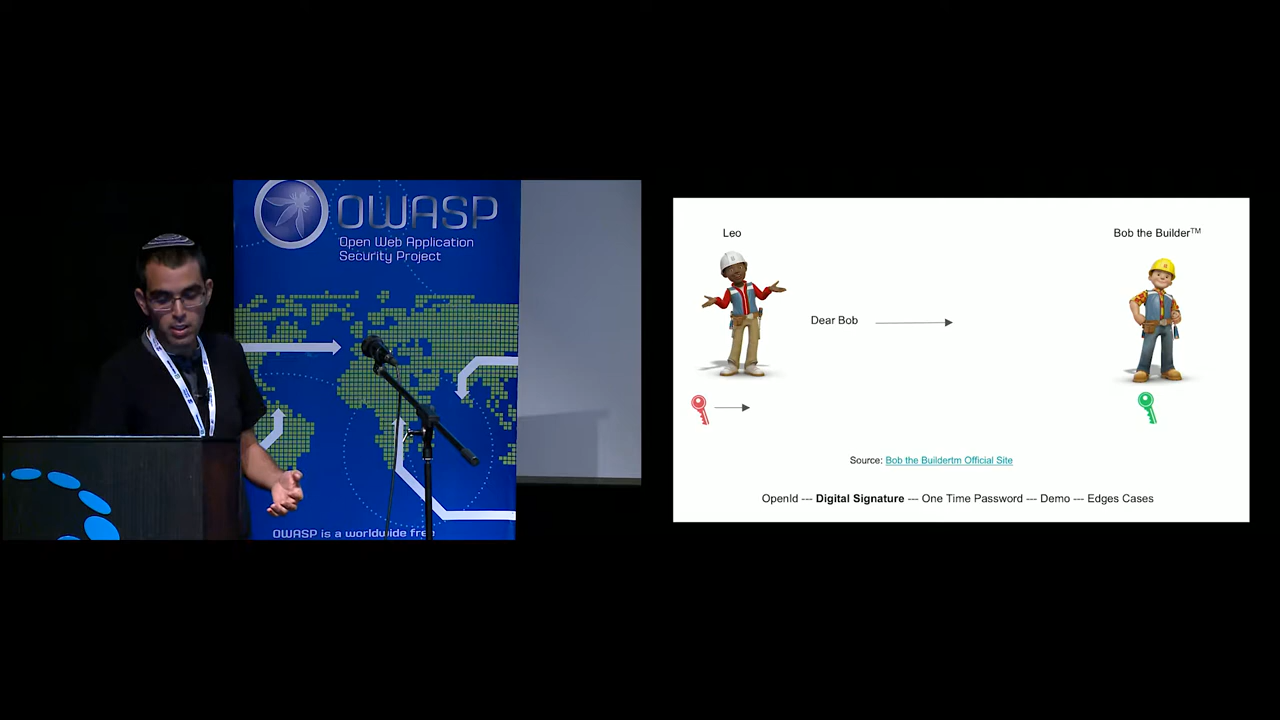 OWASP
Open Web Application
Security Project
OWASP is a worldwide free
Leo
Bob the Builder™
Dear Bob
Source: Bob the Buildertm Official Site
OpenId --- Digital Signature --- One Time Password --- Demo --- Edges Cases